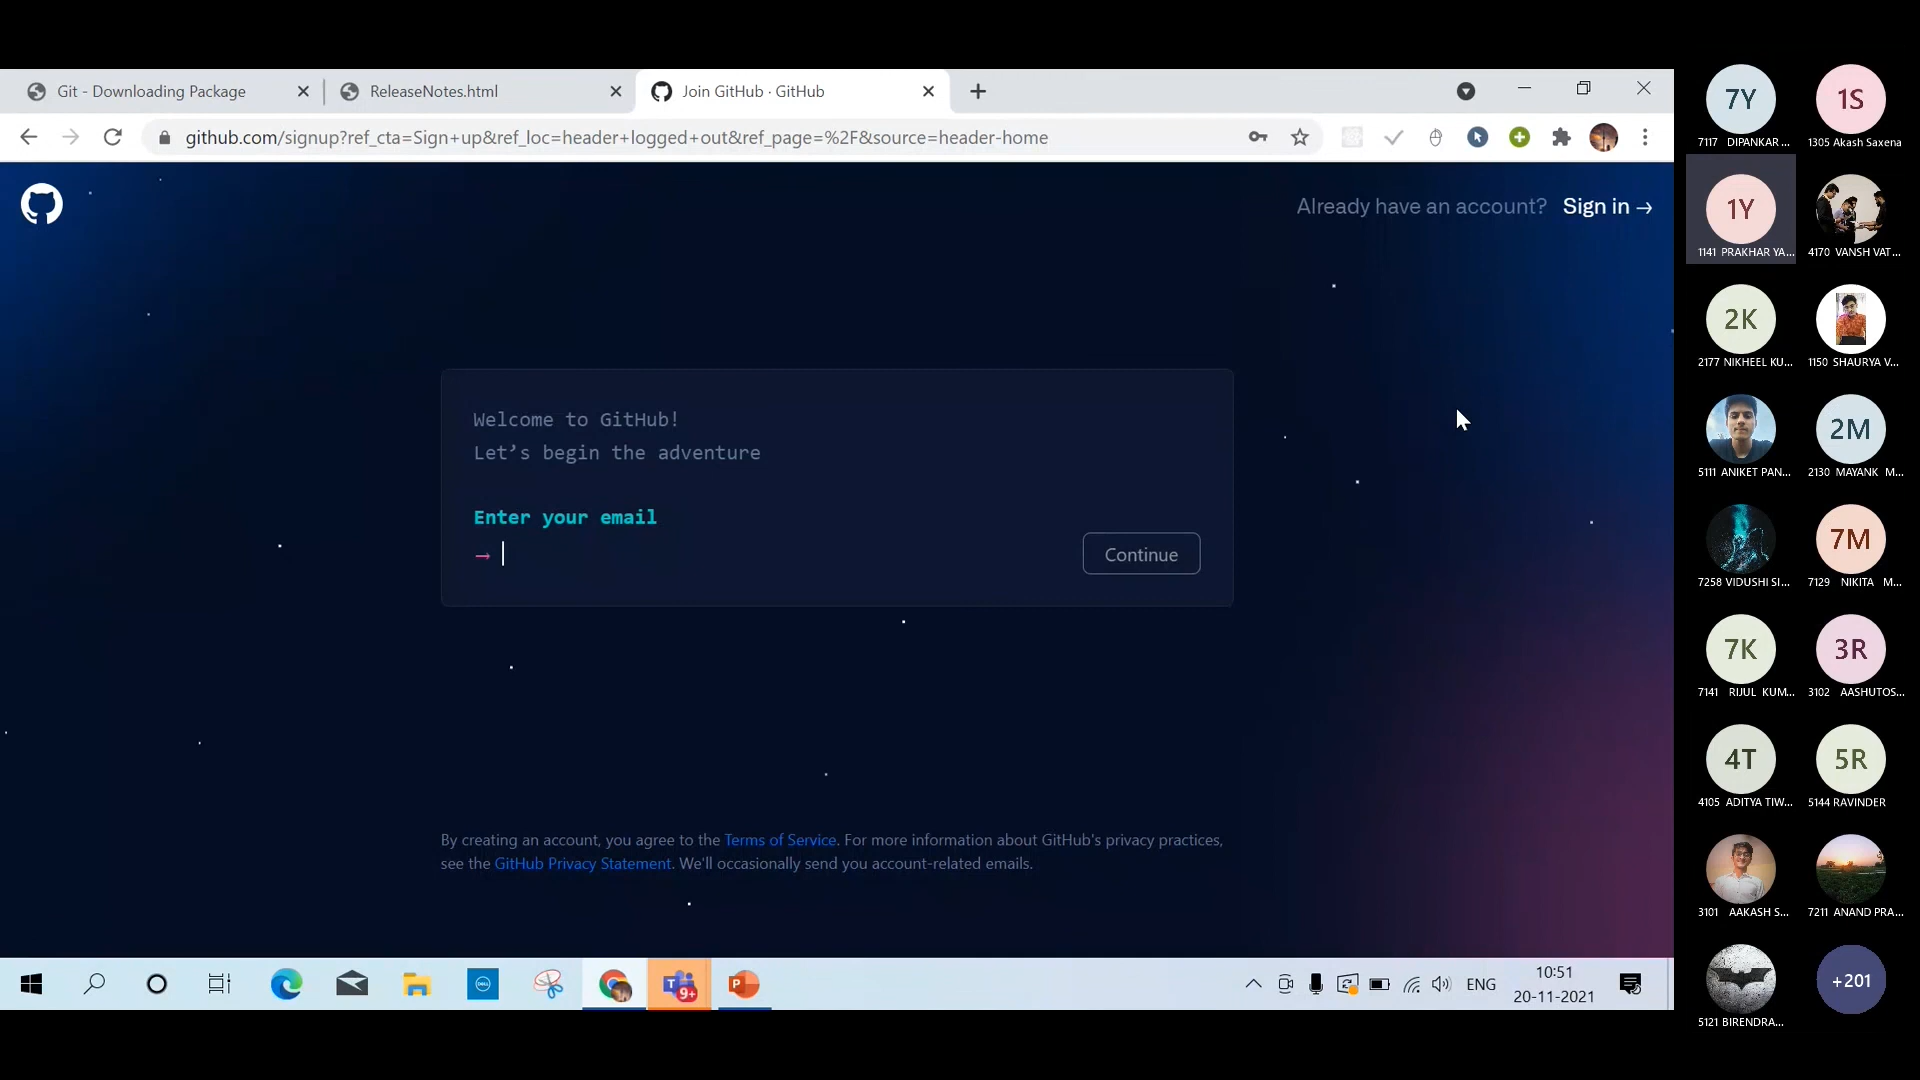 Git - Downloading Package
ReleaseNotes.html
Join GitHub · GitHub
github.com/signup?ref_cta=Sign+up&ref_loc=header+logged+out&ref_page=%2F&source=header-home
Already have an account? Sign in →
Welcome to GitHub!
Let’s begin the adventure
Enter your email
→
Continue
By creating an account, you agree to the Terms of Service. For more information about GitHub's privacy practices,
see the GitHub Privacy Statement. We'll occasionally send you account-related emails.
DELL
T 9+
P
ENG
10:51
20-11-2021
7Y
7117 DIPANKAR ...
1S
1305 Akash Saxena
1Y
1141 PRAKHAR YA...
4170 VANSH VAT...
2K
2177 NIKHEEL KU...
1150 SHAURYA V...
5111 ANIKET PAN...
2M
2130 MAYANK M...
7258 VIDUSHI SI...
7M
7129 NIKITA M...
7K
7141 RIJUL KUM...
3R
3102 AASHUTOS...
4T
4105 ADITYA TIW...
5R
5144 RAVINDER
3101 AAKASH S...
7211 ANAND PRA...
5121 BIRENDRA...
+201